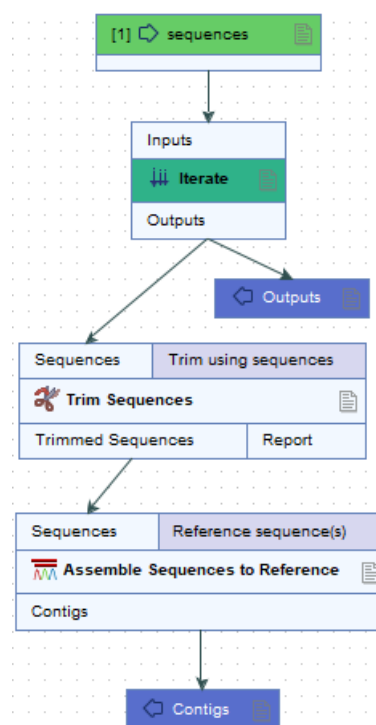 [1] sequences
Inputs
Iterate
Outputs
Outputs
Sequences Trim using sequences
Trim Sequences
Trimmed Sequences Report
Sequences Reference sequence(s)
Assemble Sequences to Reference
Contigs
Contigs